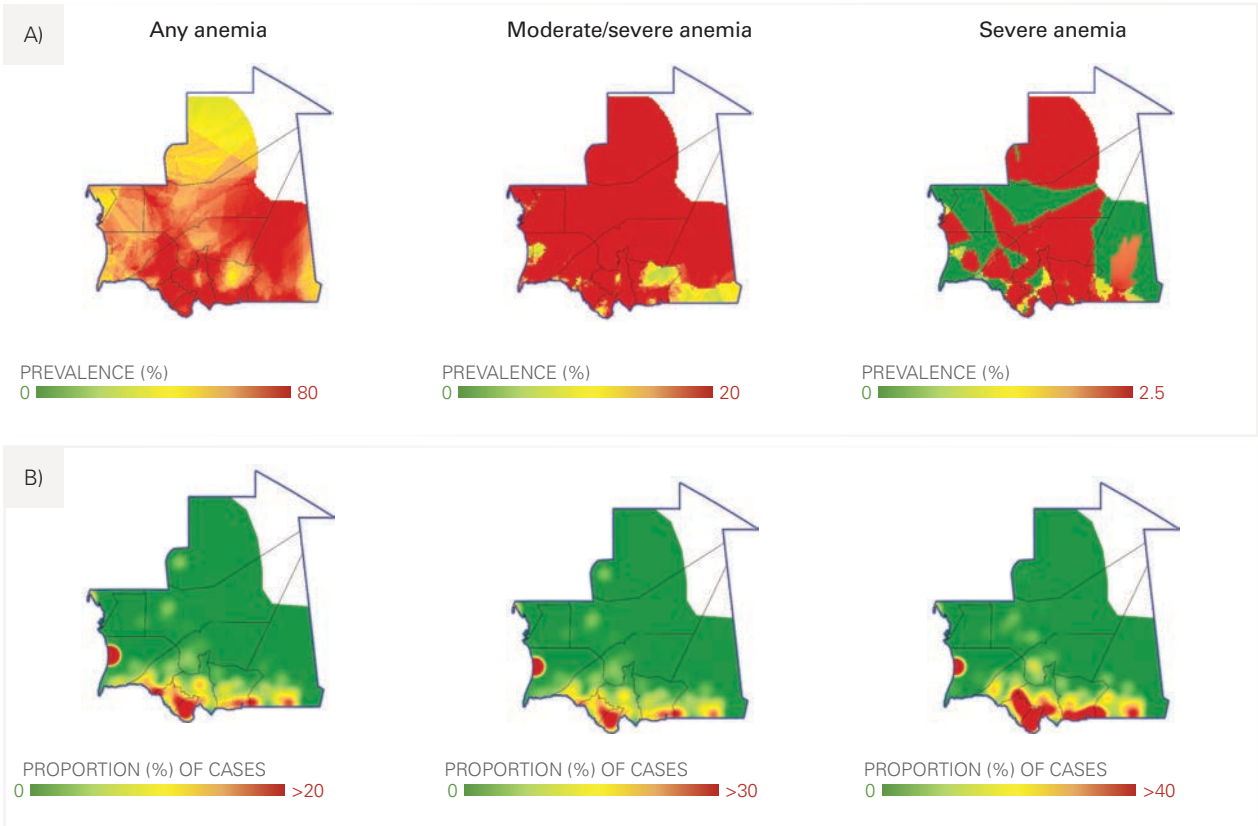 A)
Any anemia
Moderate/severe anemia
Severe anemia
PREVALENCE (%)
0 80
PREVALENCE (%)
0 20
PREVALENCE (%)
0 2.5
B)
PROPORTION (%) OF CASES
0 >20
PROPORTION (%) OF CASES
0 >30
PROPORTION (%) OF CASES
0 >40